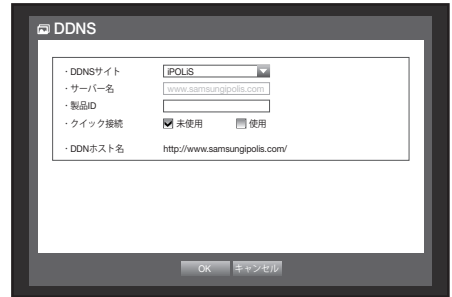 DDNS
・DDNSサイト iPOLiS
・サーバー名 www.samsungipolis.com
・製品ID
・クイック接続 未使用 使用
・DDNホスト名 http://www.samsungipolis.com/
OK キャンセル